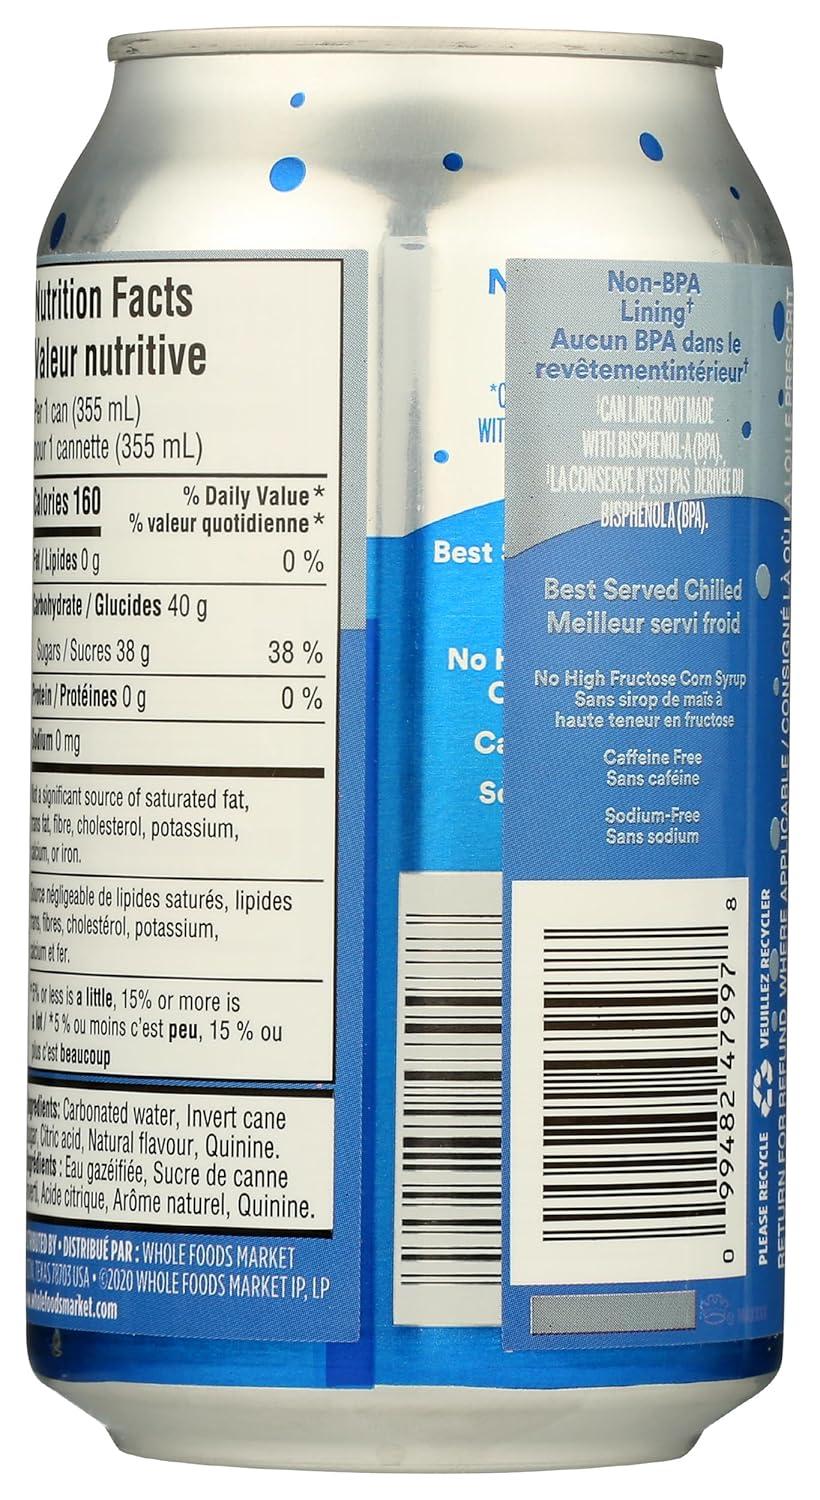 Nutrition Facts
Valeur nutritive
Per 1 can (355 mL)
pour 1 cannette (355 mL)
Calories 160
% Daily Value*
% valeur quotidienne*
Fat / Lipides 0 g 0 %
Carbohydrate / Glucides 40 g
Sugars / Sucres 38 g 38 %
Protein / Protéines 0 g 0 %
Sodium 0 mg
Not a significant source of saturated fat,
trans fat, fibre, cholesterol, potassium,
calcium, or iron.
Source négligeable de lipides saturés, lipides
trans, fibres, cholestérol, potassium,
calcium et fer.
*5% or less is a little, 15% or more is
a lot / *5 % ou moins c'est peu, 15 % ou
plus c'est beaucoup
Ingredients: Carbonated water, Invert cane
sugar, Citric acid, Natural flavour, Quinine.
Ingrédients : Eau gazéifiée, Sucre de canne
inverti, Acide citrique, Arôme naturel, Quinine.
DISTRIBUTED BY • DISTRIBUÉ PAR : WHOLE FOODS MARKET
AUSTIN, TEXAS 78703 USA • ©2020 WHOLE FOODS MARKET IP, LP
www.wholefoodsmarket.com
N
WIT
Best
No
Non-BPA
Lining†
Aucun BPA dans le
revêtementintérieur†
†CAN LINER NOT MADE
WITH BISPHENOL-A (BPA).
†LA CONSERVE N'EST PAS DÉRIVÉE DU
BISPHÉNOL A (BPA).
Best Served Chilled
Meilleur servi froid
No High Fructose Corn Syrup
Sans sirop de maïs à
haute teneur en fructose
Caffeine Free
Sans caféine
Sodium-Free
Sans sodium
0 99482 47997 8
PLEASE RECYCLE VEUILLEZ RECYCLER
RETURN FOR REFUND WHERE APPLICABLE / CONSIGNÉ LÀ OÙ LA LOI LE PRESCRIT